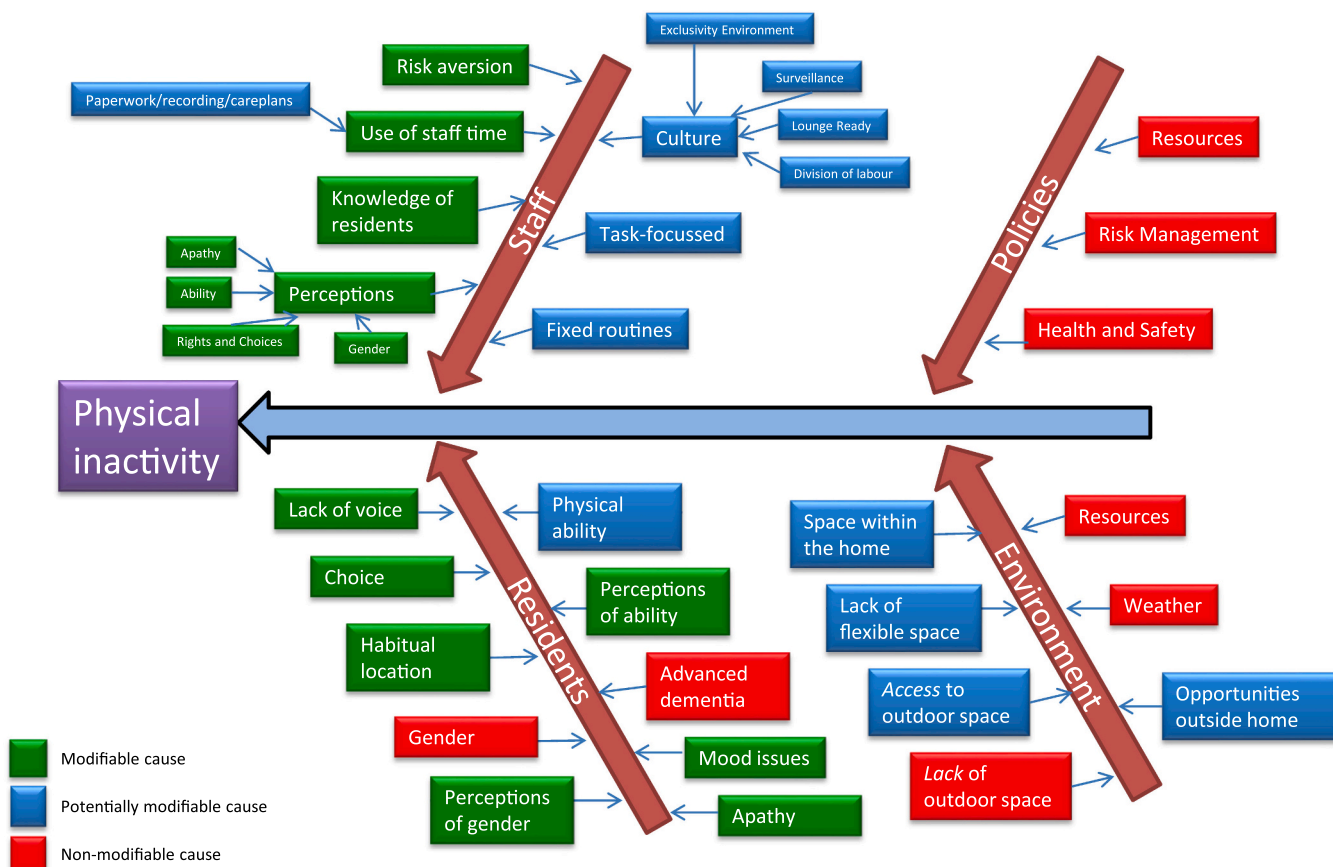 Exclusivity Environment
Risk aversion
Surveillance
Paperwork/recording/careplans
Use of staff time
Culture
Lounge Ready
Resources
Division of labour
Knowledge of
residents
Staff
Task-focussed
Policies
Risk Management
Apathy
Ability
Perceptions
Rights and Choices
Gender
Fixed routines
Health and Safety
Physical
inactivity
Lack of voice
Physical
ability
Space within
the home
Resources
Choice
Residents
Perceptions
of ability
Environment
Lack of
flexible space
Weather
Habitual
location
Advanced
dementia
Access to
outdoor space
Opportunities
outside home
Gender
Mood issues
Lack of
outdoor space
Perceptions
of gender
Apathy
Modifiable cause
Potentially modifiable cause
Non-modifiable cause